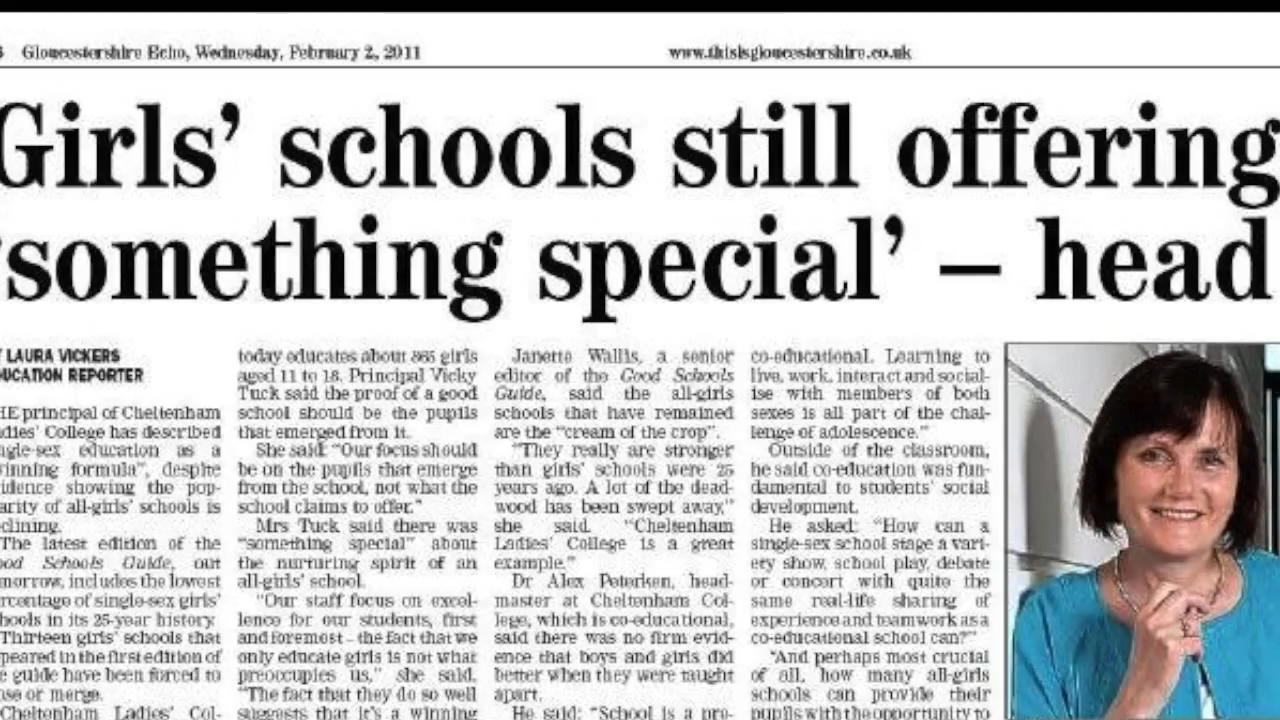 Gloucestershire Echo, Wednesday, February 2, 2011
www.thisisgloucestershire.co.uk
Girls’ schools still offering
‘something special’ – head
LAURA VICKERS
UCATION REPORTER
HE principal of Cheltenham
dies’ College has described
gle-sex education as a
inning formula”, despite
idence showing the pop-
arity of all-girls’ schools is
clining.
The latest edition of the
od Schools Guide, out
morrow, includes the lowest
rcentage of single-sex girls’
hools in its 25-year history.
Thirteen girls’ schools that
peared in the first edition of
e guide have been forced to
ose or merge.
Cheltenham Ladies’ Col-
today educates about 865 girls
aged 11 to 18. Principal Vicky
Tuck said the proof of a good
school should be the pupils
that emerged from it.
She said: “Our focus should
be on the pupils that emerge
from the school, not what the
school claims to offer.”
Mrs Tuck said there was
“something special” about
the nurturing spirit of an
all-girls’ school.
“Our staff focus on excel-
lence for our students, first
and foremost – the fact that we
only educate girls is not what
preoccupies us,” she said.
“The fact that they do so well
suggests that it’s a winning
Janette Wallis, a senior
editor of the Good Schools
Guide, said the all-girls
schools that have remained
are the “cream of the crop”.
“They really are stronger
than girls’ schools were 25
years ago. A lot of the dead-
wood has been swept away,”
she said. “Cheltenham
Ladies’ College is a great
example.”
Dr Alex Peterken, head-
master at Cheltenham Col-
lege, which is co-educational,
said there was no firm evid-
ence that boys and girls did
better when they were taught
apart.
He said: “School is a pre-
co-educational. Learning to
live, work, interact and social-
ise with members of both
sexes is all part of the chal-
lenge of adolescence.”
Outside of the classroom,
he said co-education was fun-
damental to students’ social
development.
He asked: “How can a
single-sex school stage a vari-
ety show, school play, debate
or concert with quite the
same real-life sharing of
experience and teamwork as a
co-educational school can?”
“And perhaps most crucial
of all, how many all-girls
schools can provide their
pupils with the opportunity to